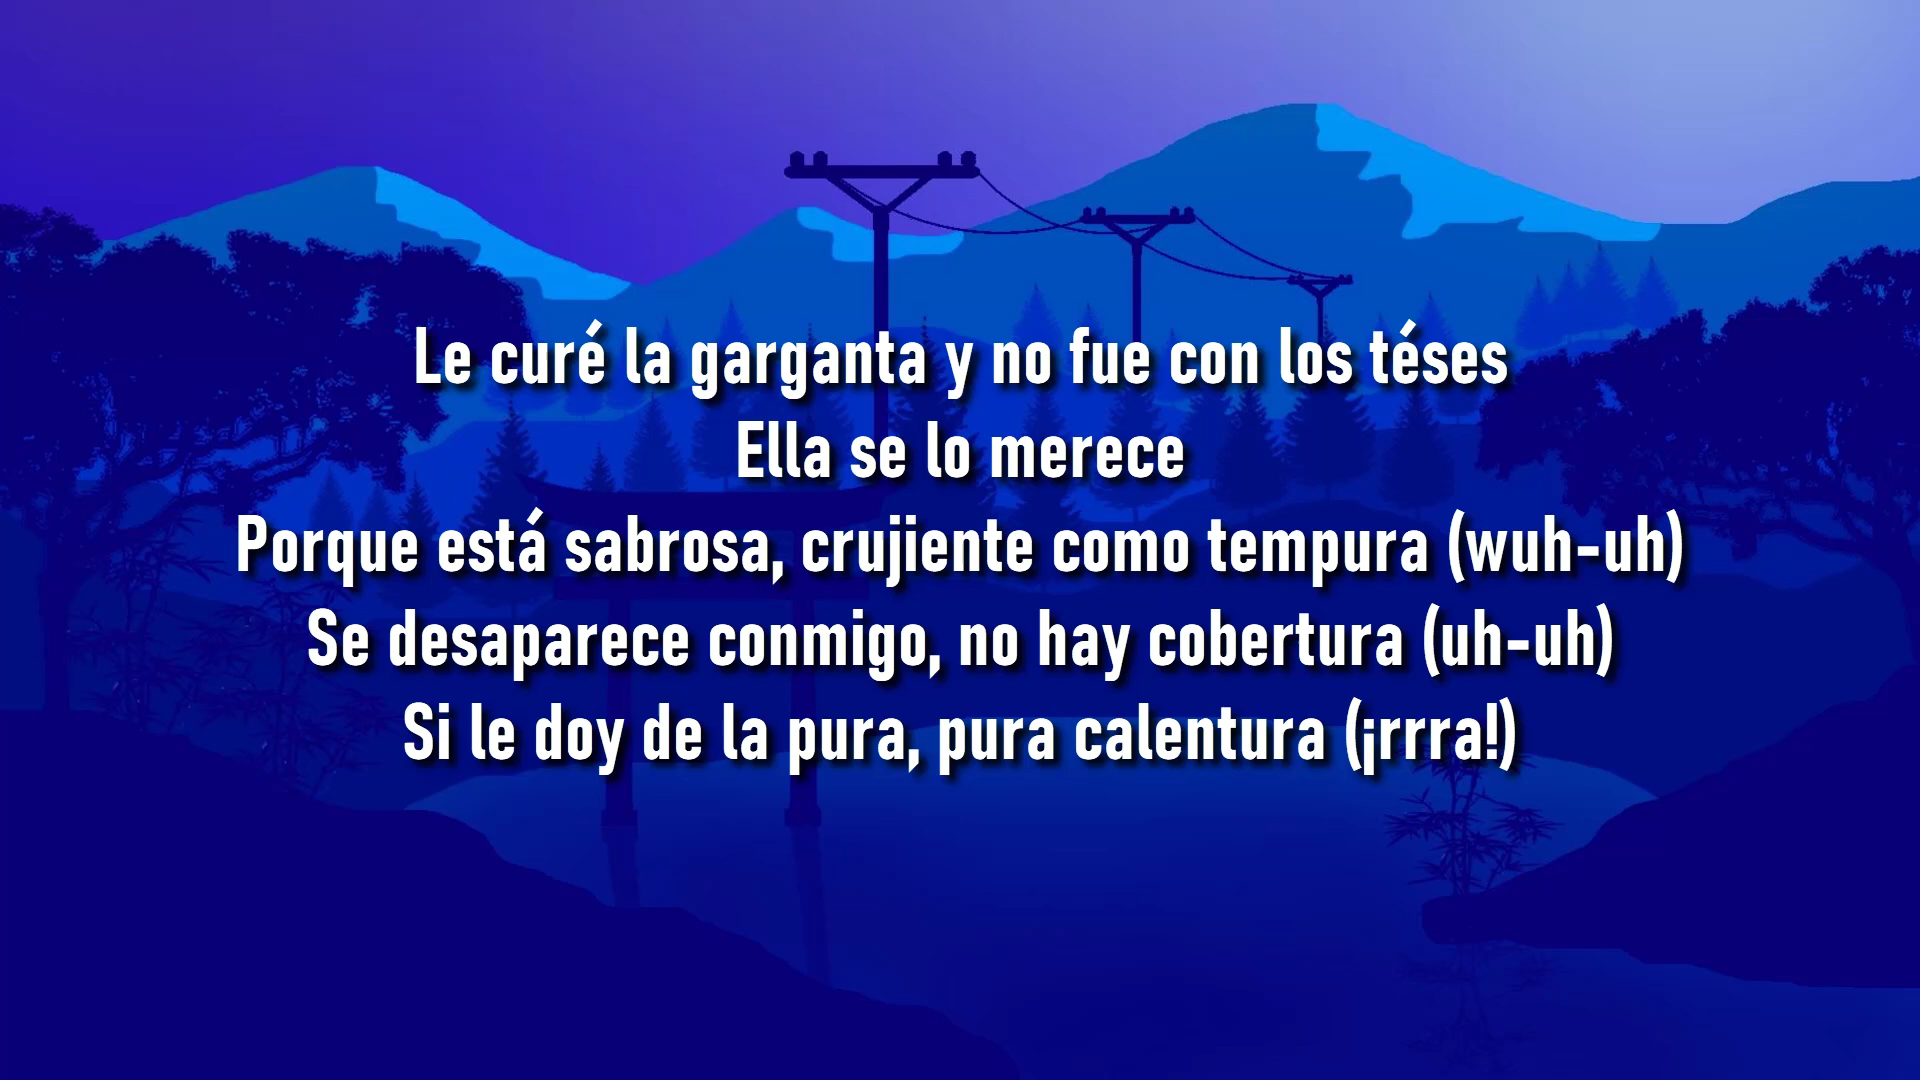 Le curé la garganta y no fue con los téses
Ella se lo merece
Porque está sabrosa, crujiente como tempura (wuh-uh)
Se desaparece conmigo, no hay cobertura (uh-uh)
Si le doy de la pura, pura calentura (¡rrra!)